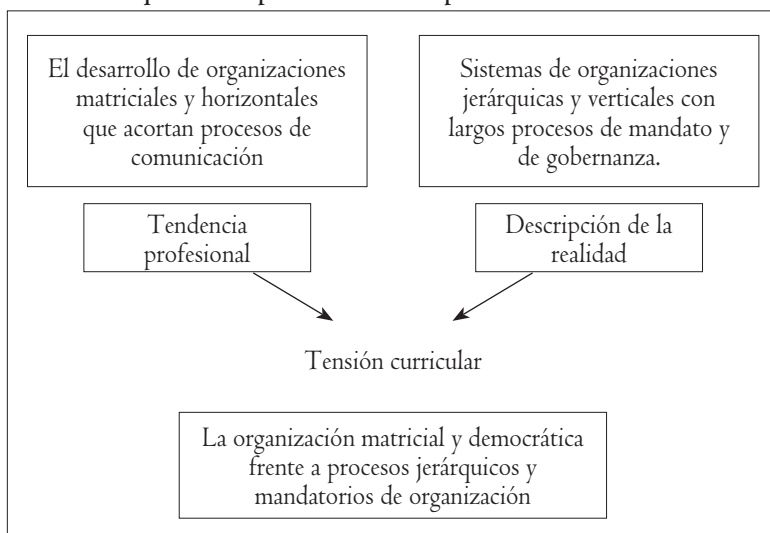 El desarrollo de organizaciones
matriciales y horizontales
que acortan procesos de
comunicación
Sistemas de organizaciones
jerárquicas y verticales con
largos procesos de mandato y
de gobernanza.
Tendencia
profesional
Descripción de la
realidad
Tensión curricular
La organización matricial y democrática
frente a procesos jerárquicos y
mandatorios de organización